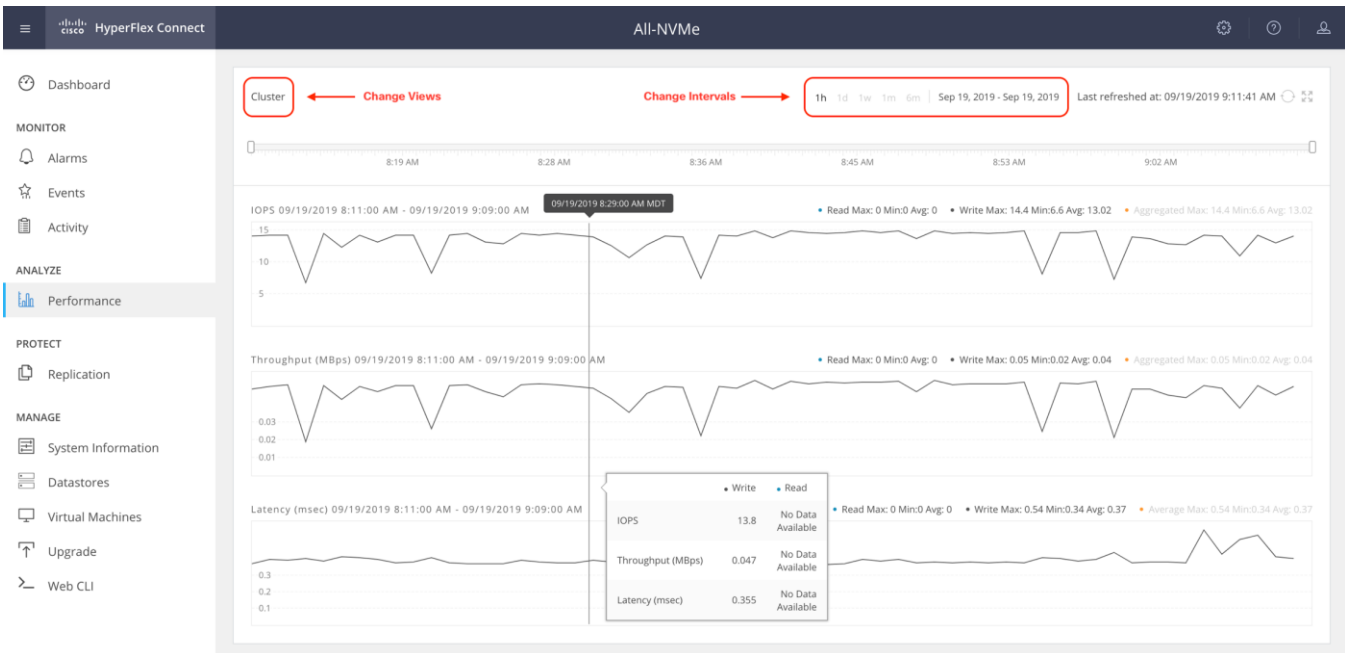 cisco HyperFlex Connect
All-NVMe
Dashboard
MONITOR
Alarms
Events
Activity
ANALYZE
Performance
PROTECT
Replication
MANAGE
System Information
Datastores
Virtual Machines
Upgrade
Web CLI
Cluster Change Views Change Intervals 1h 1d 1w 1m 6m Sep 19, 2019 - Sep 19, 2019 Last refreshed at: 09/19/2019 9:11:41 AM
8:19 AM 8:28 AM 8:36 AM 8:45 AM 8:53 AM 9:02 AM
09/19/2019 8:29:00 AM MDT
IOPS 09/19/2019 8:11:00 AM - 09/19/2019 9:09:00 AM Read Max: 0 Min:0 Avg: 0 Write Max: 14.4 Min:6.6 Avg: 13.02 Aggregated Max: 14.4 Min:6.6 Avg: 13.02
15
10
5
Throughput (MBps) 09/19/2019 8:11:00 AM - 09/19/2019 9:09:00 AM Read Max: 0 Min:0 Avg: 0 Write Max: 0.05 Min:0.02 Avg: 0.04 Aggregated Max: 0.05 Min:0.02 Avg: 0.04
0.03
0.02
0.01
Latency (msec) 09/19/2019 8:11:00 AM - 09/19/2019 9:09:00 AM Read Max: 0 Min:0 Avg: 0 Write Max: 0.54 Min:0.34 Avg: 0.37 Average Max: 0.54 Min:0.34 Avg: 0.37
0.3
0.2
0.1
Write Read
IOPS 13.8 No Data
Available
Throughput (MBps) 0.047 No Data
Available
Latency (msec) 0.355 No Data
Available